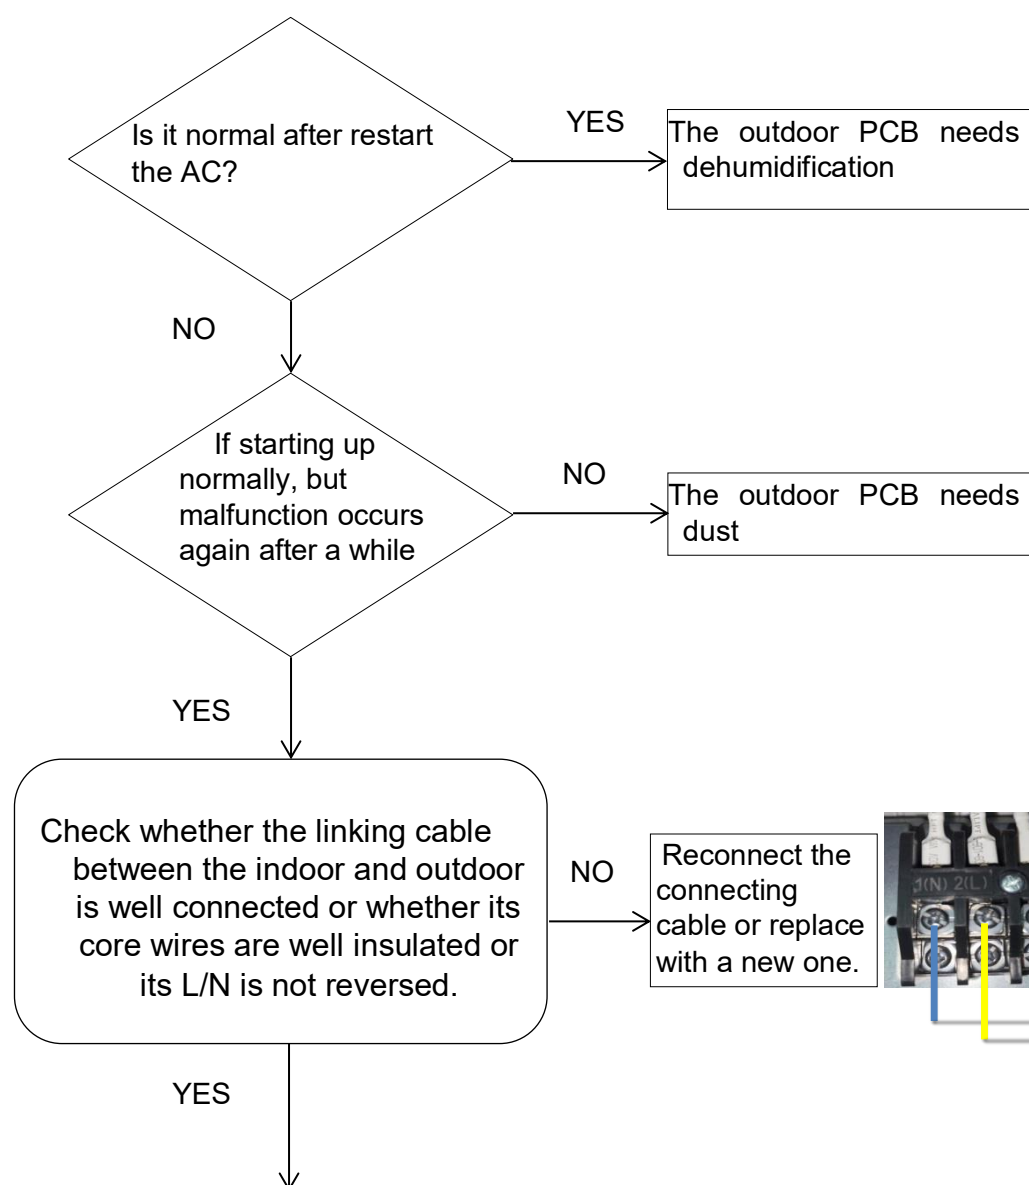 Is it normal after restart
the AC?
YES
The outdoor PCB needs
dehumidification
NO
If starting up
normally, but
malfunction occurs
again after a while
NO
The outdoor PCB needs
dust
YES
Check whether the linking cable
between the indoor and outdoor
is well connected or whether its
core wires are well insulated or
its L/N is not reversed.
NO
Reconnect the
connecting
cable or replace
with a new one.
1(N) 2(L)
YES